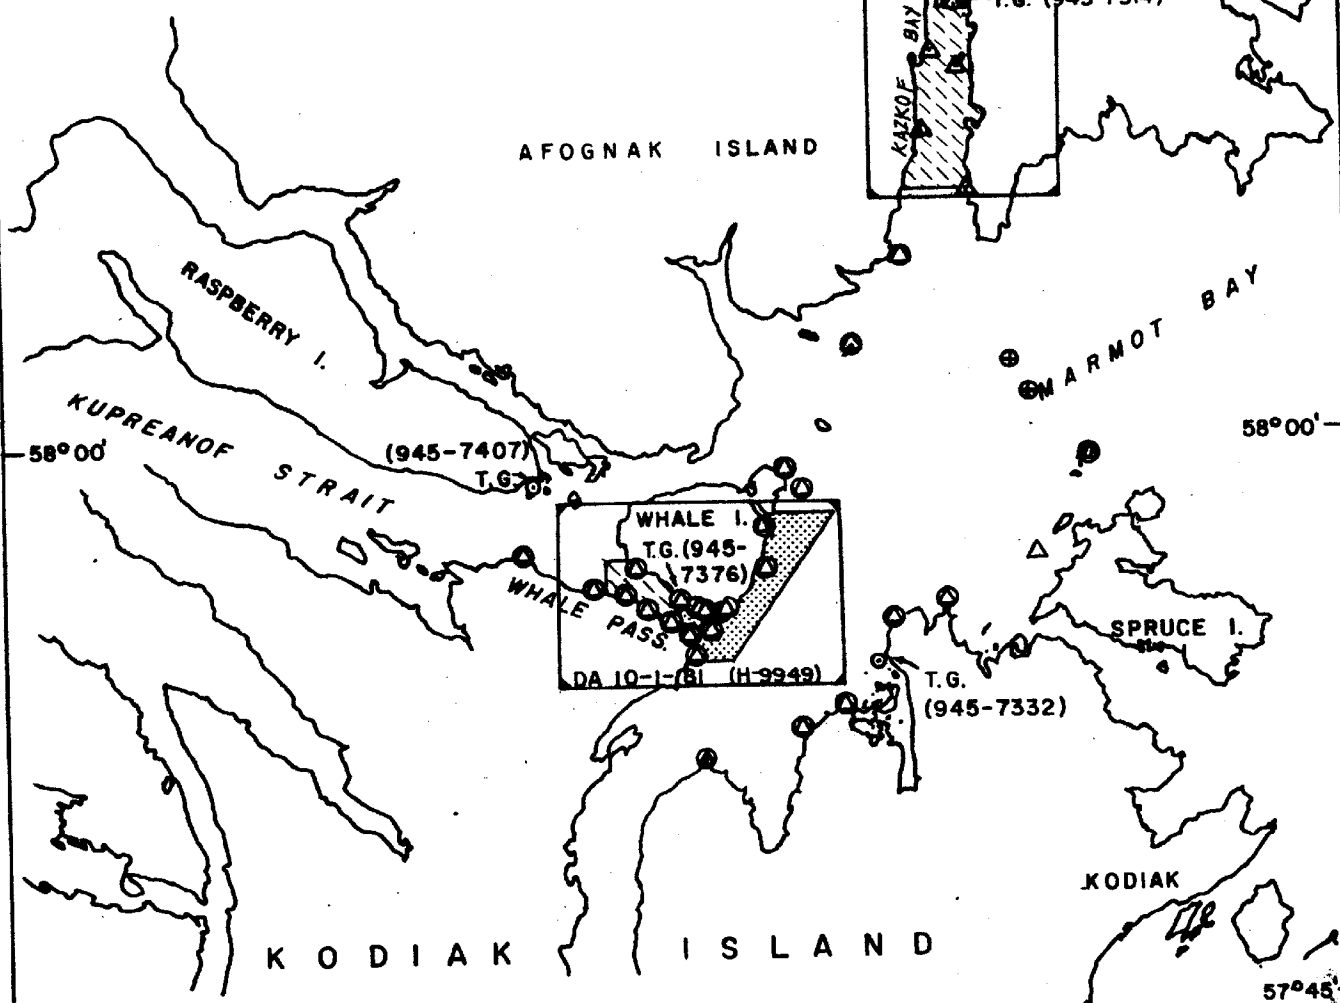 T.G. (945-7514)
KAZKOF BAY
AFOGNAK ISLAND
RASPBERRY I.
MARMOT BAY
KUPREANOF STRAIT
58°00'
58°00'
(945-7407)
T.G.
WHALE I.
T.G.(945-
7376)
WHALE PASS.
DA 10-1-81 (H-9949)
SPRUCE I.
T.G.
(945-7332)
KODIAK
KODIAK ISLAND
57°45'